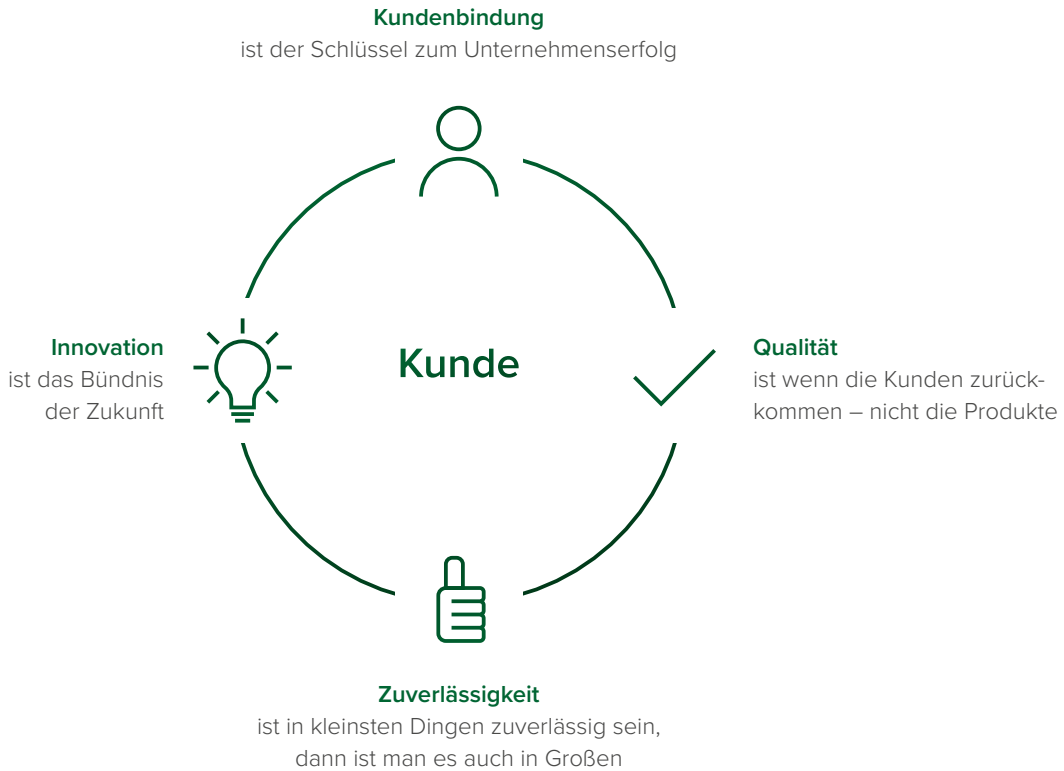 Kundenbindung
ist der Schlüssel zum Unternehmenserfolg
Innovation
ist das Bündnis
der Zukunft
Kunde
Qualität
ist wenn die Kunden zurück-
kommen – nicht die Produkte
Zuverlässigkeit
ist in kleinsten Dingen zuverlässig sein,
dann ist man es auch in Großen